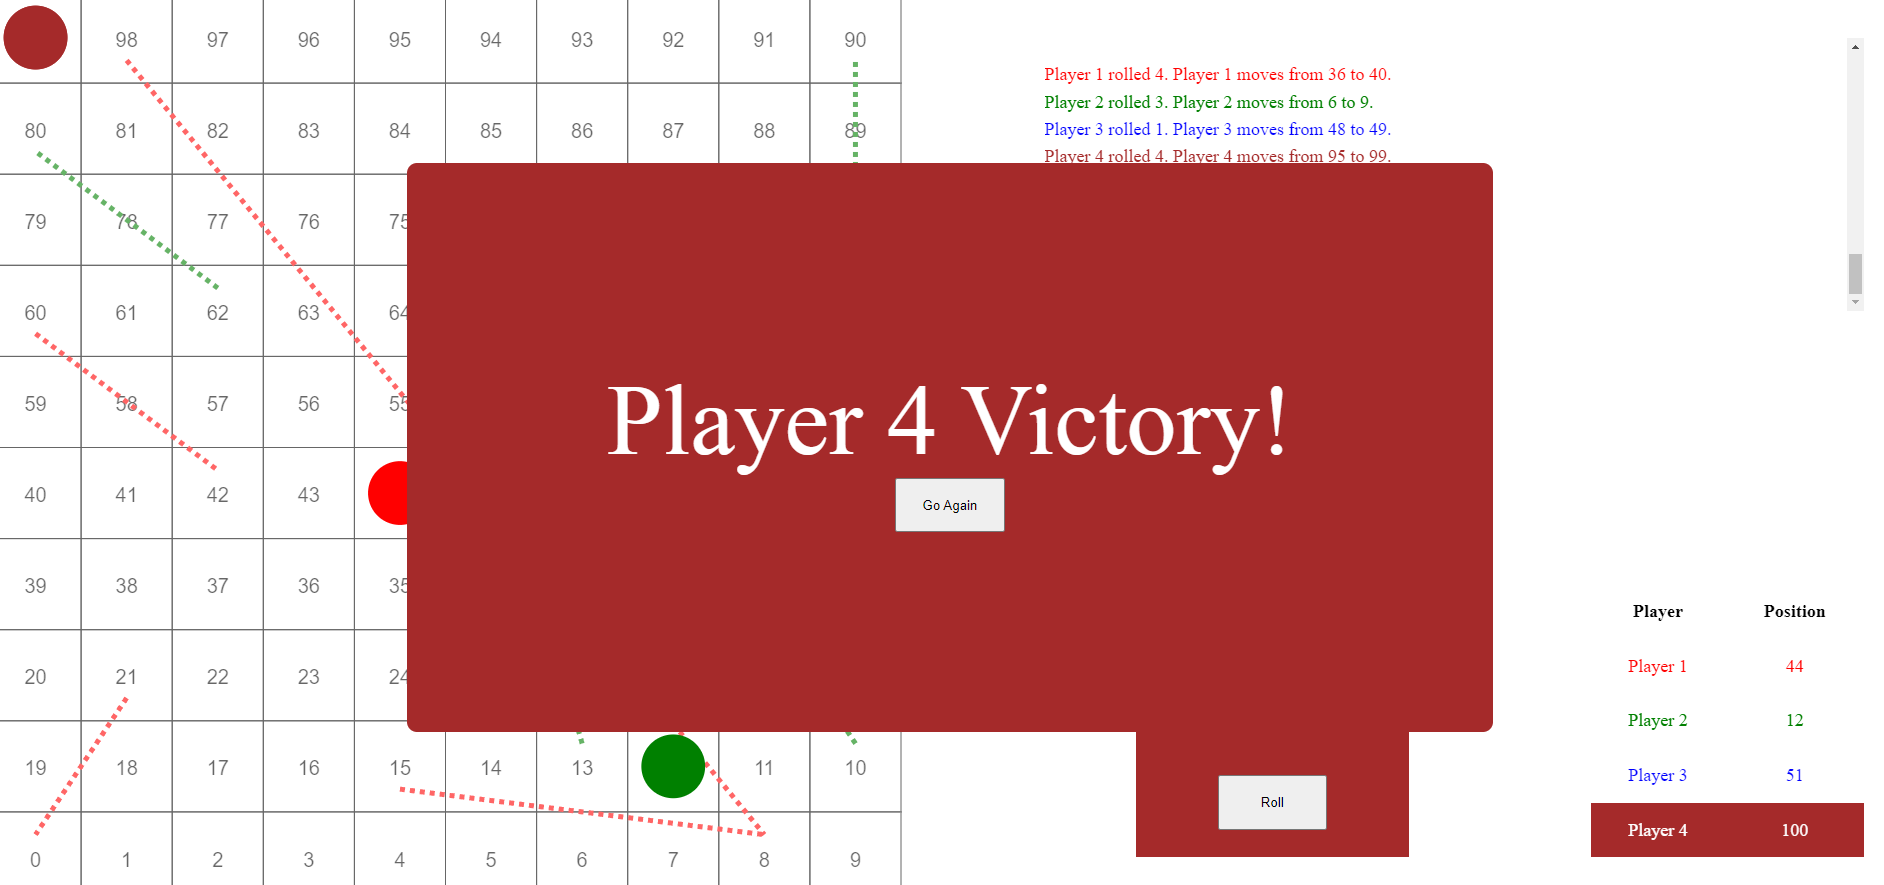 98 97 96 95 94 93 92 91 90
80 81 82 83 84 85 86 87 88 89
79 78 77 76 75
60 61 62 63 64
59 58 57 56 55
40 41 42 43
39 38 37 36 35
20 21 22 23 24
19 18 17 16 15 14 13 11 10
0 1 2 3 4 5 6 7 8 9
Player 1 rolled 4. Player 1 moves from 36 to 40.
Player 2 rolled 3. Player 2 moves from 6 to 9.
Player 3 rolled 1. Player 3 moves from 48 to 49.
Player 4 rolled 4. Player 4 moves from 95 to 99.
Player 4 Victory!
Go Again
Roll
Player Position
Player 1 44
Player 2 12
Player 3 51
Player 4 100